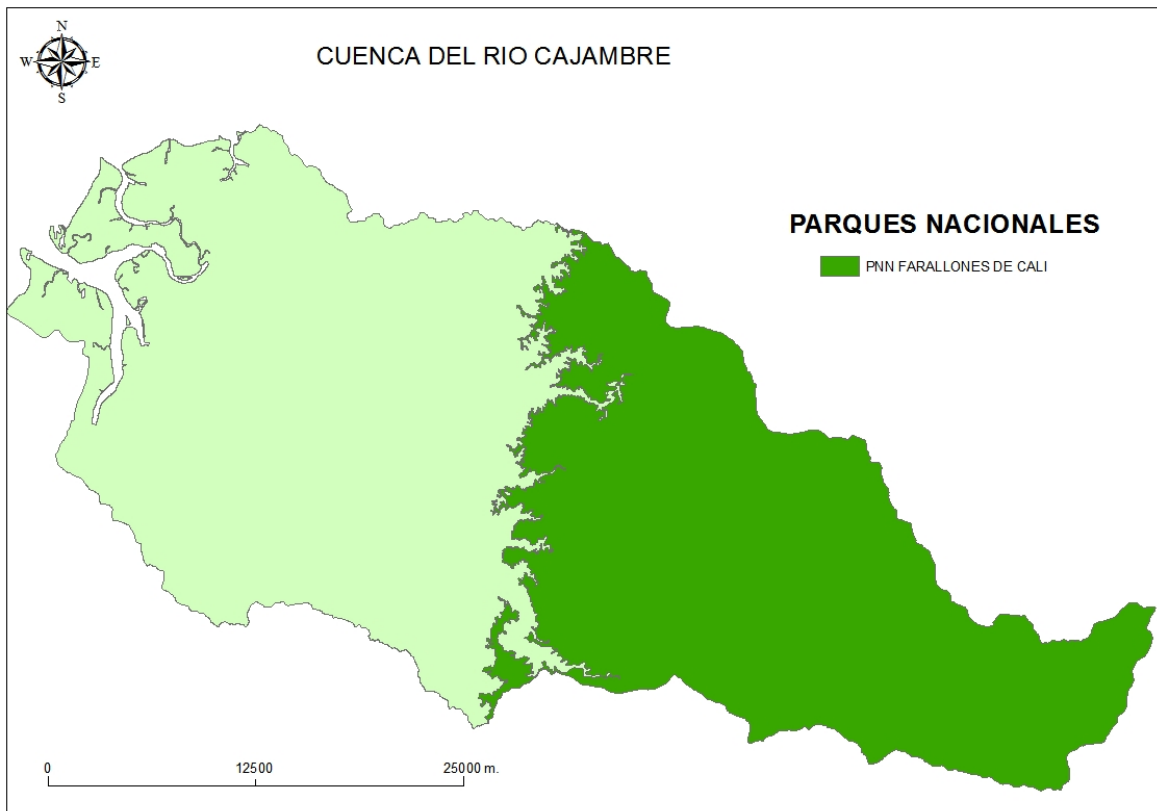 N
W E
S
CUENCA DEL RIO CAJAMBRE
PARQUES NACIONALES
PNN FARALLONES DE CALI
0 12500 25000 m.